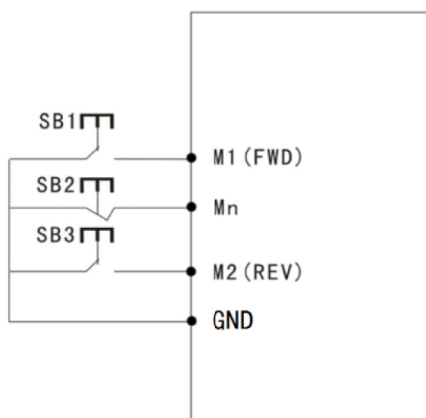 SB1
M1(FWD)
SB2
Mn
SB3
M2(REV)
GND